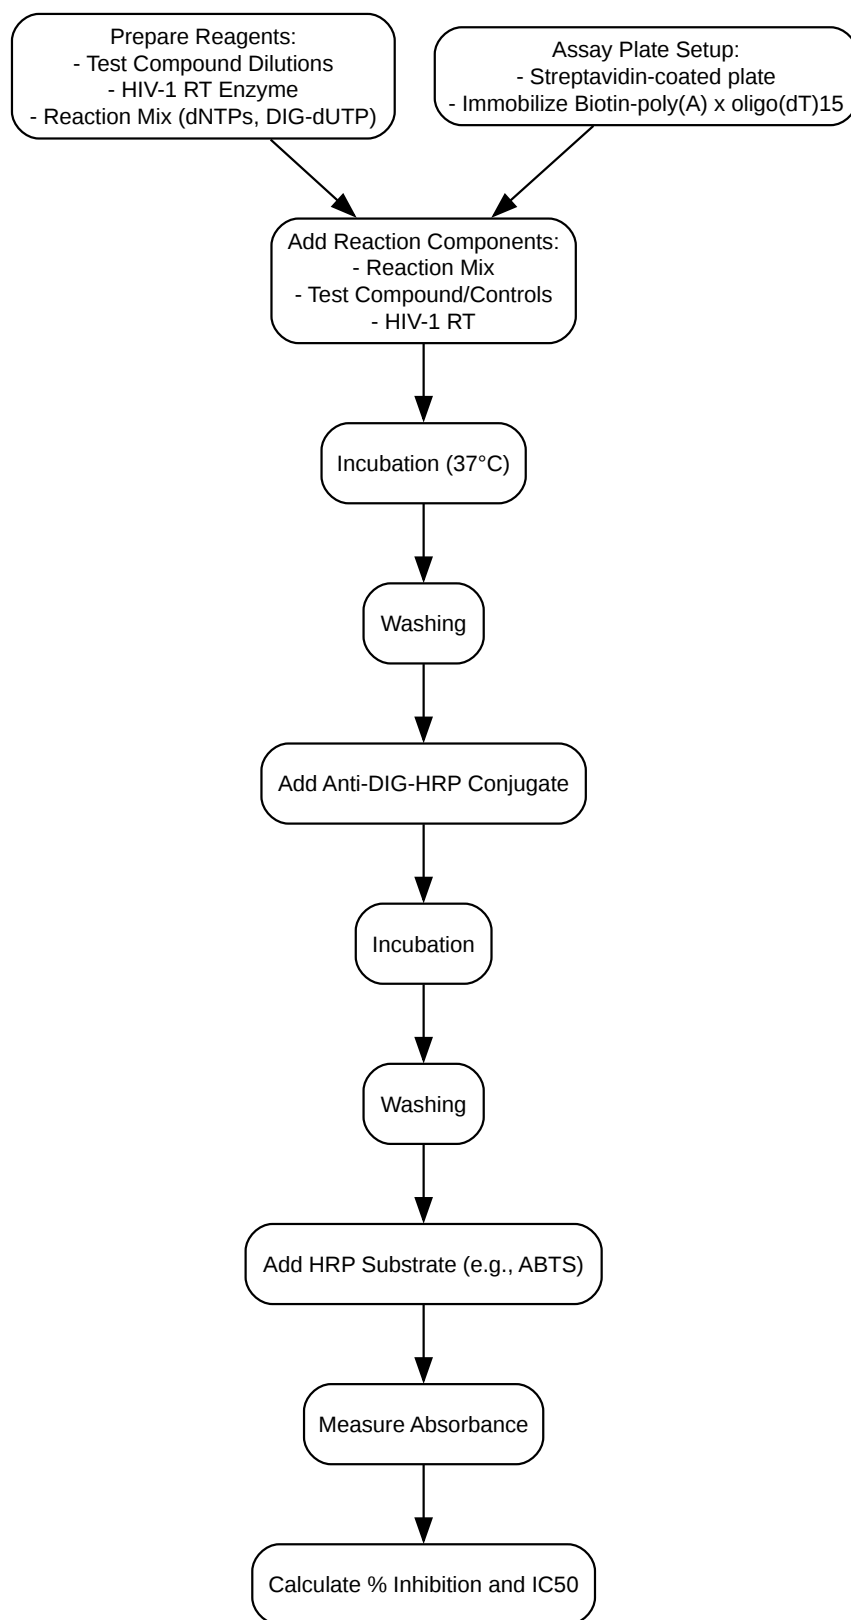 Prepare Reagents:
- Test Compound Dilutions
- HIV-1 RT Enzyme
- Reaction Mix (dNTPs, DIG-dUTP)
Assay Plate Setup:
- Streptavidin-coated plate
- Immobilize Biotin-poly(A) x oligo(dT)15
Add Reaction Components:
- Reaction Mix
- Test Compound/Controls
- HIV-1 RT
Incubation (37°C)
Washing
Add Anti-DIG-HRP Conjugate
Incubation
Washing
Add HRP Substrate (e.g., ABTS)
Measure Absorbance
Calculate % Inhibition and IC50